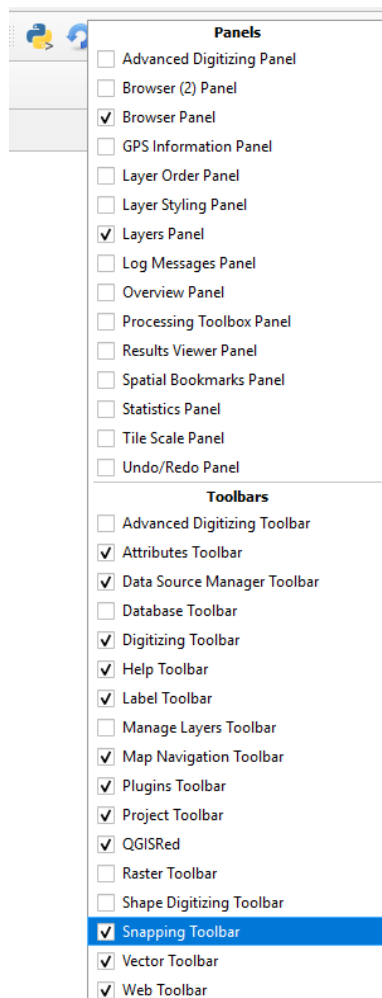 Panels
Advanced Digitizing Panel
Browser (2) Panel
Browser Panel
GPS Information Panel
Layer Order Panel
Layer Styling Panel
Layers Panel
Log Messages Panel
Overview Panel
Processing Toolbox Panel
Results Viewer Panel
Spatial Bookmarks Panel
Statistics Panel
Tile Scale Panel
Undo/Redo Panel
Toolbars
Advanced Digitizing Toolbar
Attributes Toolbar
Data Source Manager Toolbar
Database Toolbar
Digitizing Toolbar
Help Toolbar
Label Toolbar
Manage Layers Toolbar
Map Navigation Toolbar
Plugins Toolbar
Project Toolbar
QGISRed
Raster Toolbar
Shape Digitizing Toolbar
Snapping Toolbar
Vector Toolbar
Web Toolbar